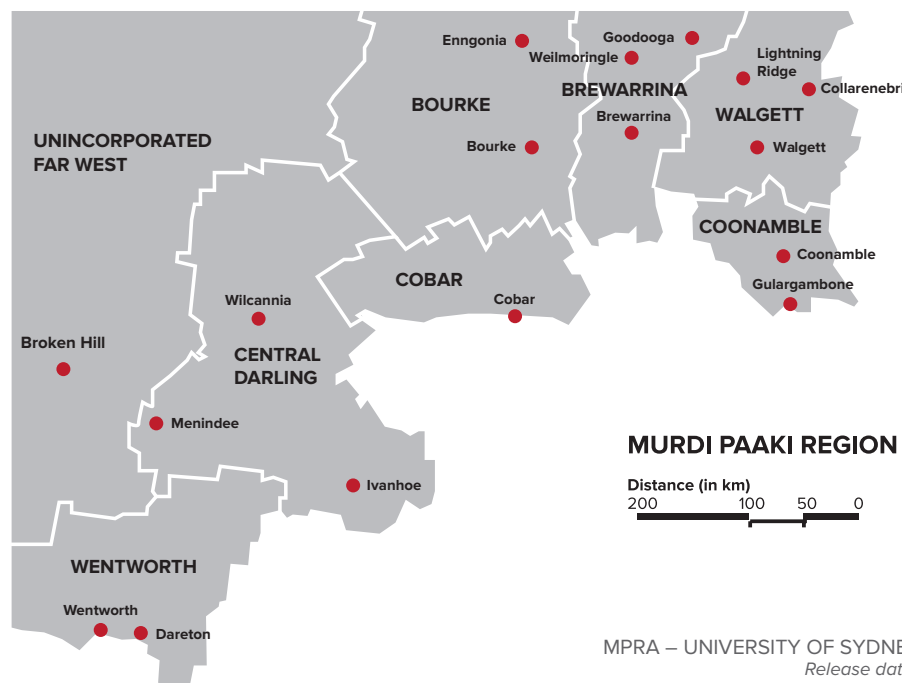 Enngonia
Goodooga
Weilmoringle
Lightning
Ridge
Collarenebri
BREWARRINA
BOURKE
WALGETT
Brewarrina
UNINCORPORATED
FAR WEST
Bourke
Walgett
COONAMBLE
Coonamble
COBAR
Gulargambone
Wilcannia
Cobar
Broken Hill
CENTRAL
DARLING
Menindee
MURDI PAAKI REGION
Ivanhoe
Distance (in km)
200 100 50 0
WENTWORTH
Wentworth
Dareton
MPRA – UNIVERSITY OF SYDNE
Release dat